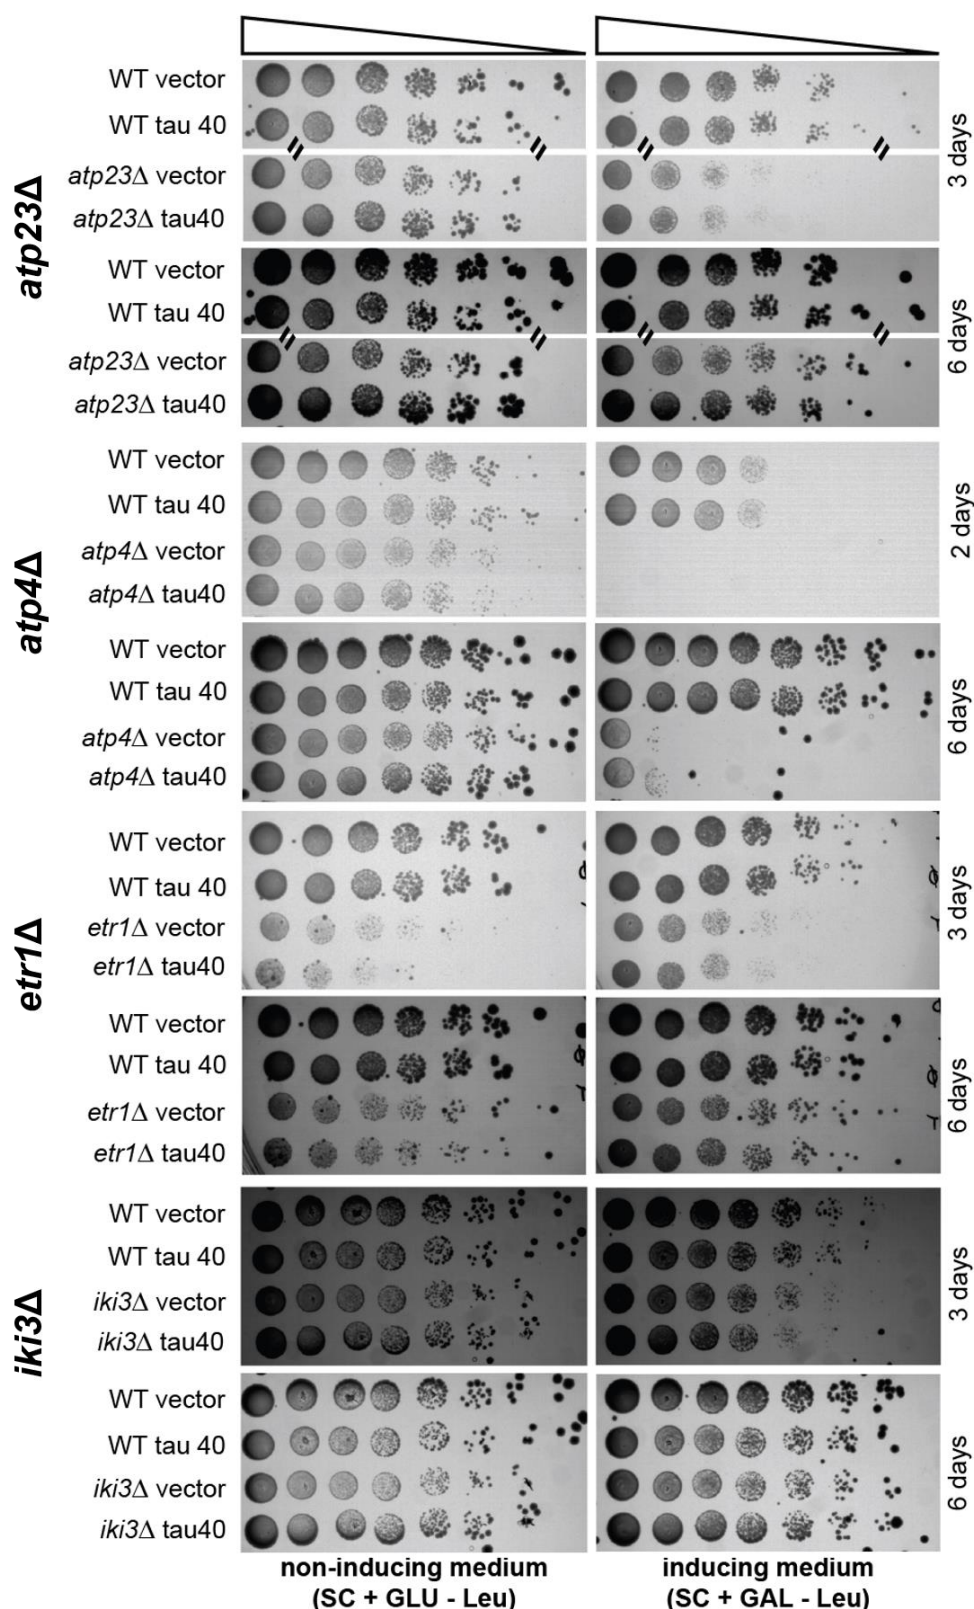 atp23Δ
WT vector
WT tau 40
atp23Δ vector
atp23Δ tau40
3 days
WT vector
WT tau 40
atp23Δ vector
atp23Δ tau40
6 days
atp4Δ
WT vector
WT tau 40
atp4Δ vector
atp4Δ tau40
2 days
WT vector
WT tau 40
atp4Δ vector
atp4Δ tau40
6 days
etr1Δ
WT vector
WT tau 40
etr1Δ vector
etr1Δ tau40
3 days
WT vector
WT tau 40
etr1Δ vector
etr1Δ tau40
6 days
iki3Δ
WT vector
WT tau 40
iki3Δ vector
iki3Δ tau40
3 days
WT vector
WT tau 40
iki3Δ vector
iki3Δ tau40
6 days
non-inducing medium
(SC + GLU - Leu)
inducing medium
(SC + GAL - Leu)